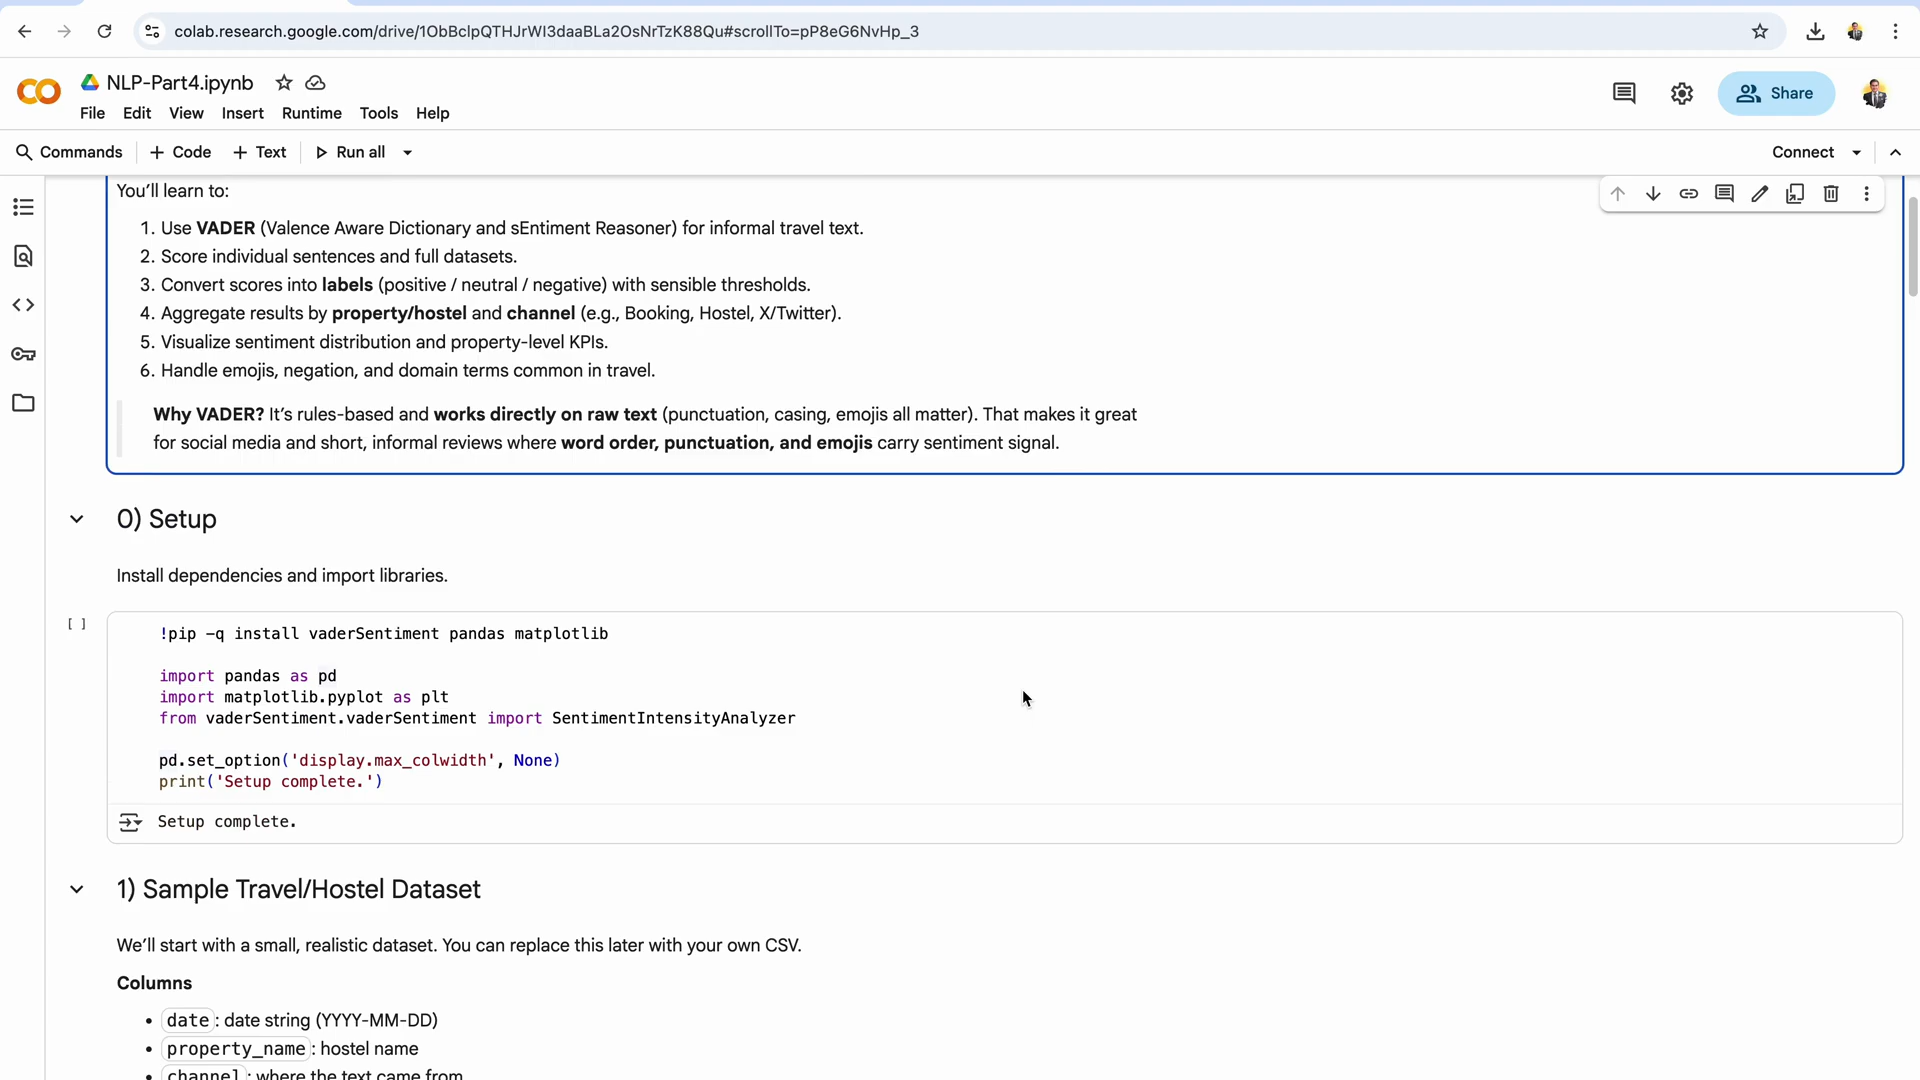 colab.research.google.com/drive/1ObBclpQTHJrWI3daaBLa2OsNrTzK88Qu#scrollTo=pP8eG6NvHp_3
NLP-Part4.ipynb
File Edit View Insert Runtime Tools Help
Share
Commands + Code + Text Run all
Connect
You’ll learn to:
1. Use VADER (Valence Aware Dictionary and sEntiment Reasoner) for informal travel text.
2. Score individual sentences and full datasets.
3. Convert scores into labels (positive / neutral / negative) with sensible thresholds.
4. Aggregate results by property/hostel and channel (e.g., Booking, Hostel, X/Twitter).
5. Visualize sentiment distribution and property-level KPIs.
6. Handle emojis, negation, and domain terms common in travel.
Why VADER? It’s rules-based and works directly on raw text (punctuation, casing, emojis all matter). That makes it great
for social media and short, informal reviews where word order, punctuation, and emojis carry sentiment signal.
0) Setup
Install dependencies and import libraries.
[ ]
!pip -q install vaderSentiment pandas matplotlib
import pandas as pd
import matplotlib.pyplot as plt
from vaderSentiment.vaderSentiment import SentimentIntensityAnalyzer
pd.set_option('display.max_colwidth', None)
print('Setup complete.')
Setup complete.
1) Sample Travel/Hostel Dataset
We’ll start with a small, realistic dataset. You can replace this later with your own CSV.
Columns
• date : date string (YYYY-MM-DD)
• property_name : hostel name
• channel : where the text came from